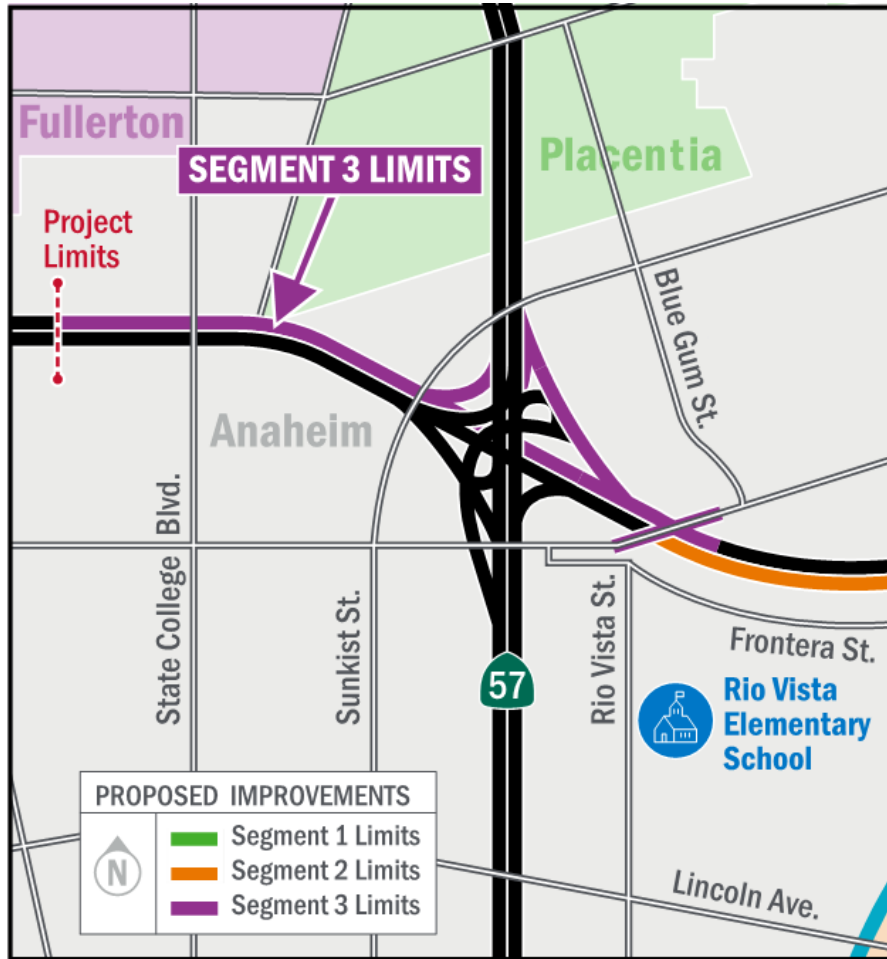 Fullerton
Placentia
SEGMENT 3 LIMITS
Project
Limits
Blue Gum St.
Anaheim
State College Blvd.
Sunkist St.
Rio Vista St.
Frontera St.
57
Rio Vista
Elementary
School
PROPOSED IMPROVEMENTS
N
Segment 1 Limits
Segment 2 Limits
Segment 3 Limits
Lincoln Ave.